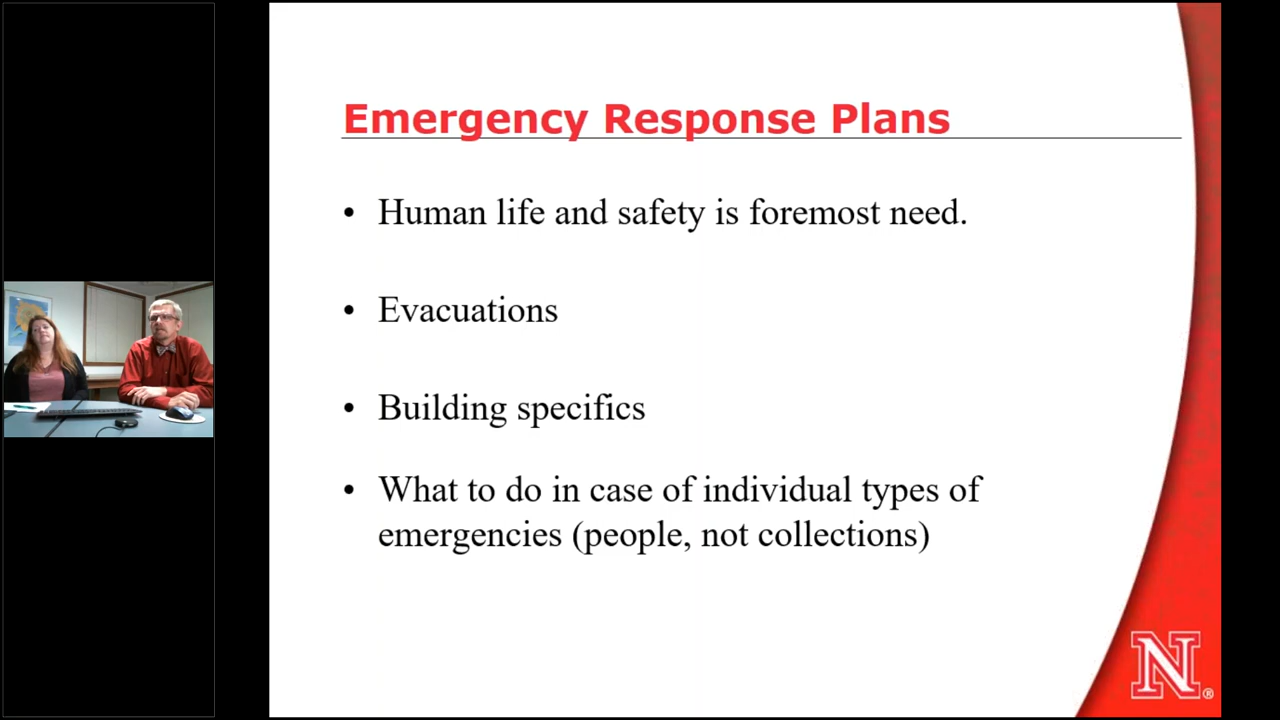 Emergency Response Plans
• Human life and safety is foremost need.
• Evacuations
• Building specifics
• What to do in case of individual types of
emergencies (people, not collections)
N®